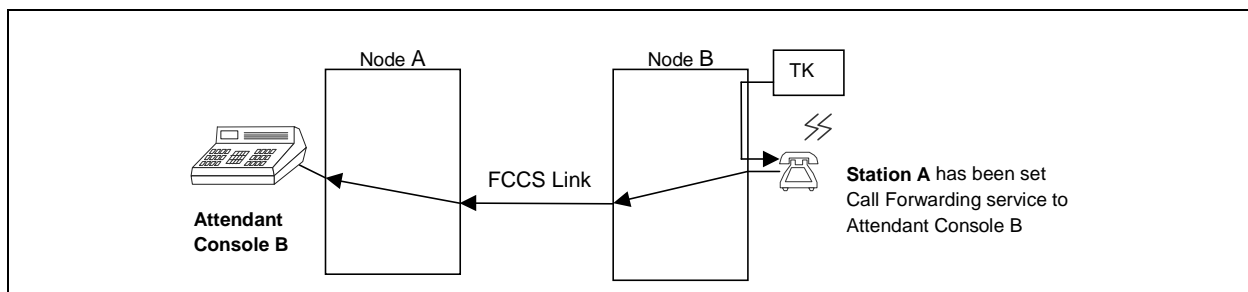 Node A
Node B
TK
FCCS Link
Attendant
Console B
Station A has been set
Call Forwarding service to
Attendant Console B